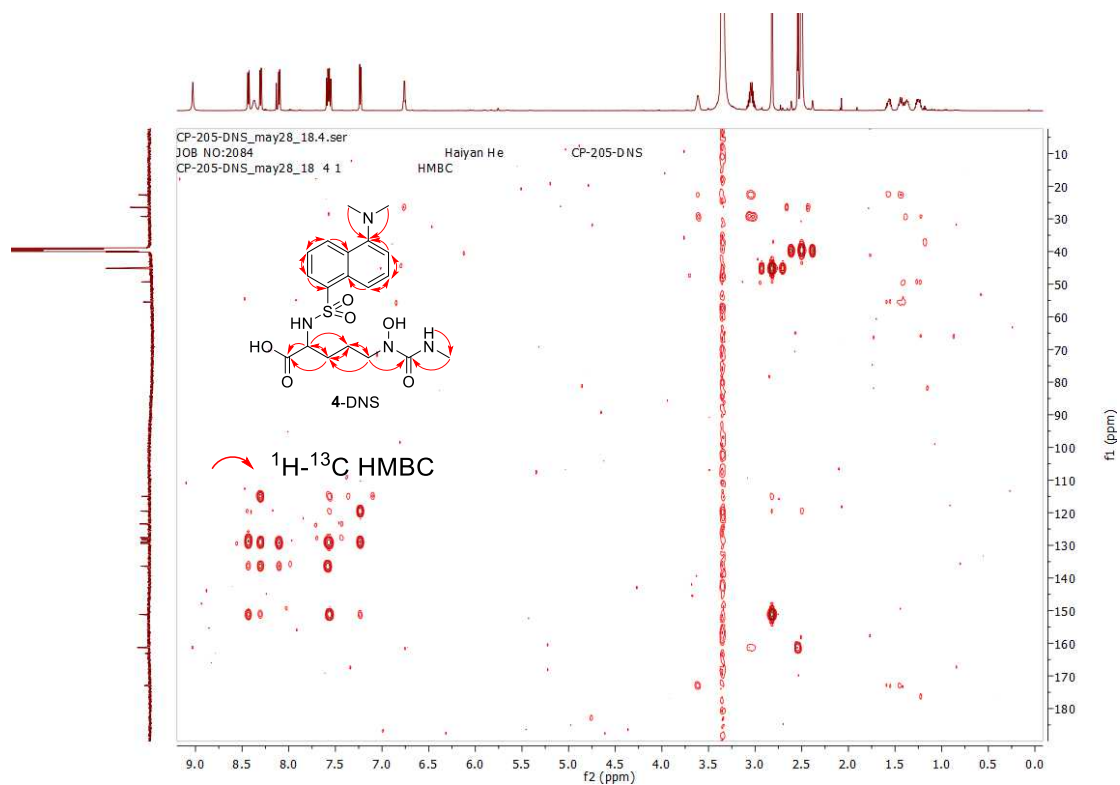 CP-205-DNS_may28_18.4.ser
JOB NO:2084 Haiyan He CP-205-DNS
CP-205-DNS_may28_18 4 1 HMBC
N
O
S
O
HN
OH
H
N
N
HO
O
O
4-DNS
¹H-¹³C HMBC
10
20
30
40
50
60
70
80
90
100
110
120
130
140
150
160
170
180
f1 (ppm)
9.0 8.5 8.0 7.5 7.0 6.5 6.0 5.5 5.0 4.5 4.0 3.5 3.0 2.5 2.0 1.5 1.0 0.5 0.0
f2 (ppm)